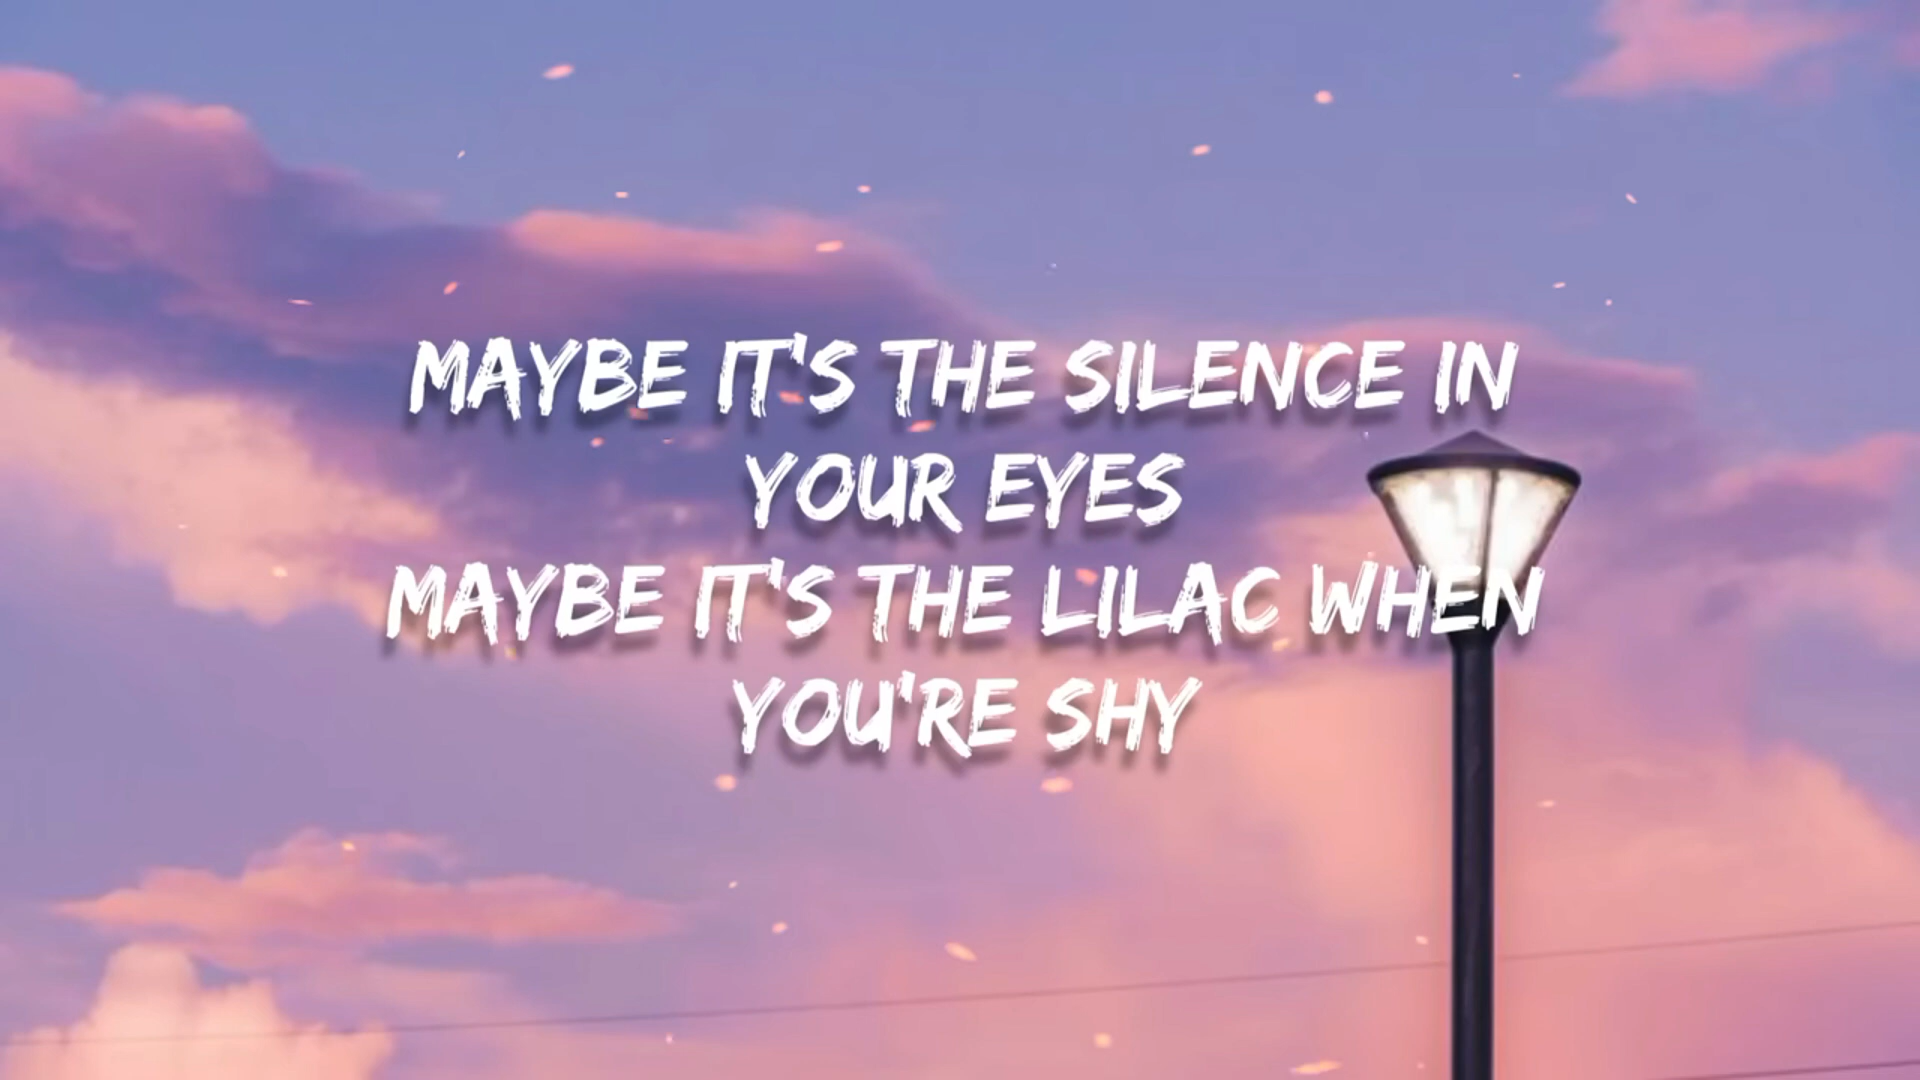 MAYBE IT'S THE SILENCE IN
YOUR EYES
MAYBE IT'S THE LILAC WHEN
YOU'RE SHY